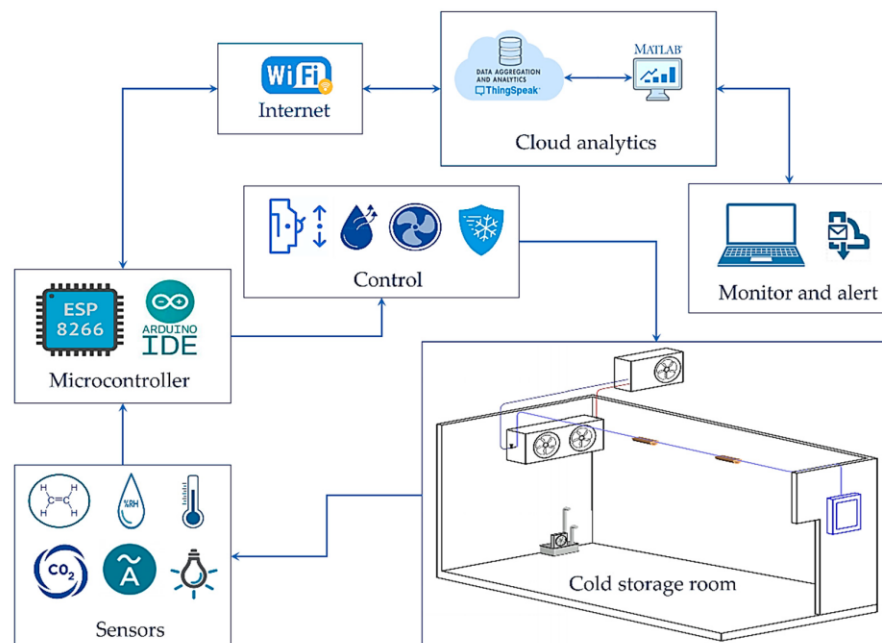 WiFi
Internet
DATA AGGREGATION
AND ANALYTICS
ThingSpeak™
MATLAB®
Cloud analytics
Control
Monitor and alert
ESP
8266
ARDUINO
IDE
Microcontroller
H H
C=C
H H
%RH
CO2
A
Sensors
Cold storage room